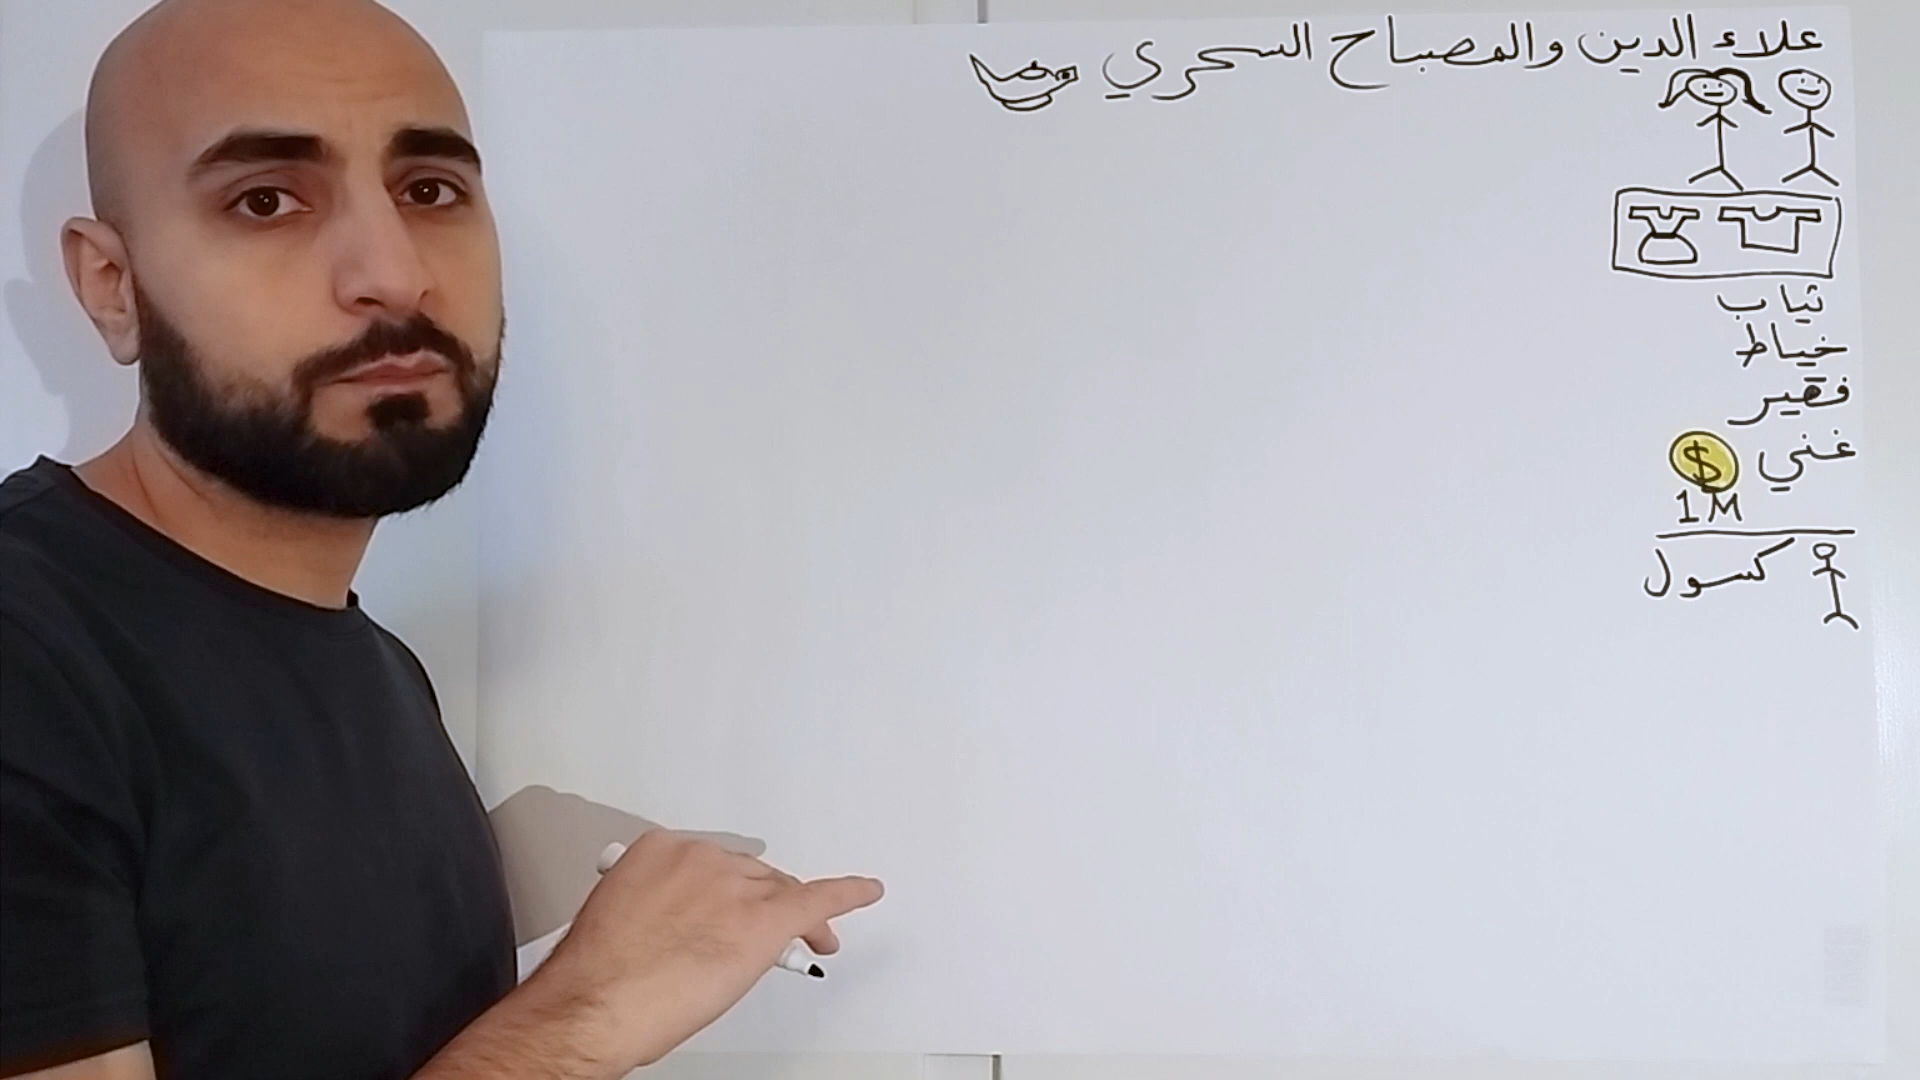 علاء الدين والمصباح السحري
ثياب
خياط
فقير
غني $
1M
كسول